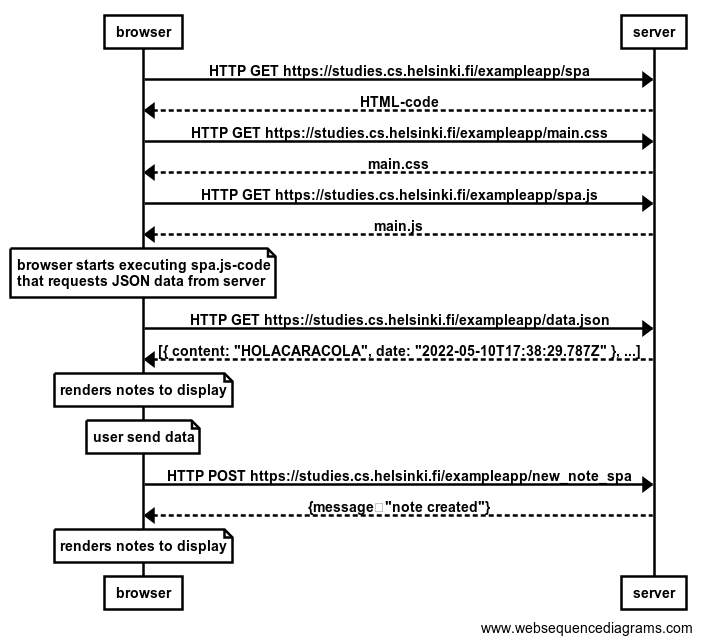 browser server
HTTP GET https://studies.cs.helsinki.fi/exampleapp/spa
HTML-code
HTTP GET https://studies.cs.helsinki.fi/exampleapp/main.css
main.css
HTTP GET https://studies.cs.helsinki.fi/exampleapp/spa.js
main.js
browser starts executing spa.js-code
that requests JSON data from server
HTTP GET https://studies.cs.helsinki.fi/exampleapp/data.json
[{ content: "HOLACARACOLA", date: "2022-05-10T17:38:29.787Z" }, ...]
renders notes to display
user send data
HTTP POST https://studies.cs.helsinki.fi/exampleapp/new_note_spa
{message□"note created"}
renders notes to display
browser server
www.websequencediagrams.com